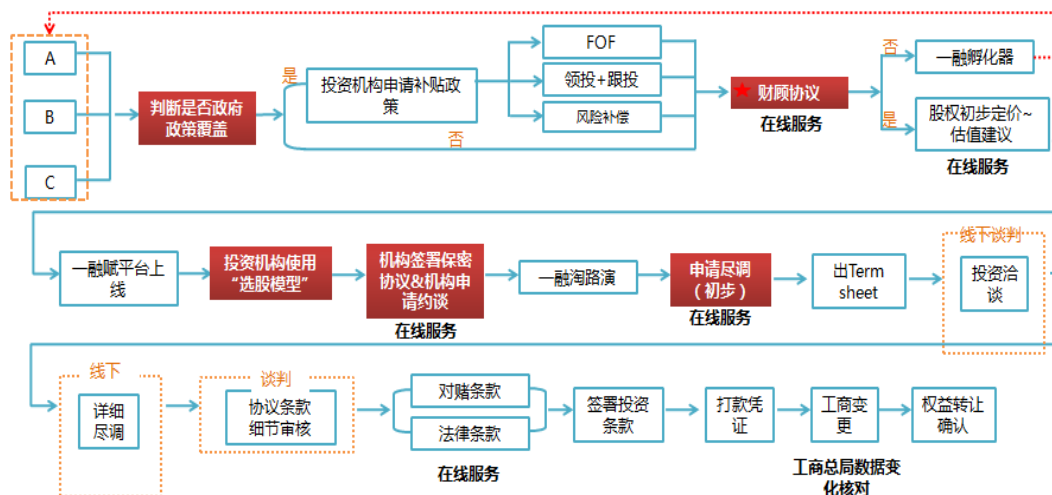 A
B
C
判断是否政府
政策覆盖
是
否
投资机构申请补贴政
策
FOF
领投+跟投
风险补偿
财顾协议
在线服务
否
是
一融孵化器
股权初步定价~
估值建议
在线服务
一融赋平台上
线
投资机构使用
“选股模型”
机构签署保密
协议&机构申
请约谈
在线服务
一融淘路演
申请尽调
（初步）
在线服务
出Term
sheet
线下谈判
投资洽
谈
线下
详细
尽调
谈判
协议条款
细节审核
对赌条款
法律条款
在线服务
签署投资
条款
打款凭
证
工商变
更
工商总局数据变
化核对
权益转让
确认